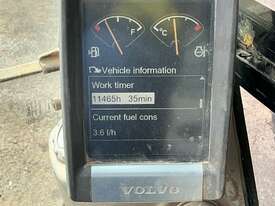 F °C
Vehicle information
Work timer
11465h 35min
Current fuel cons
3.6 l/h
VOLVO